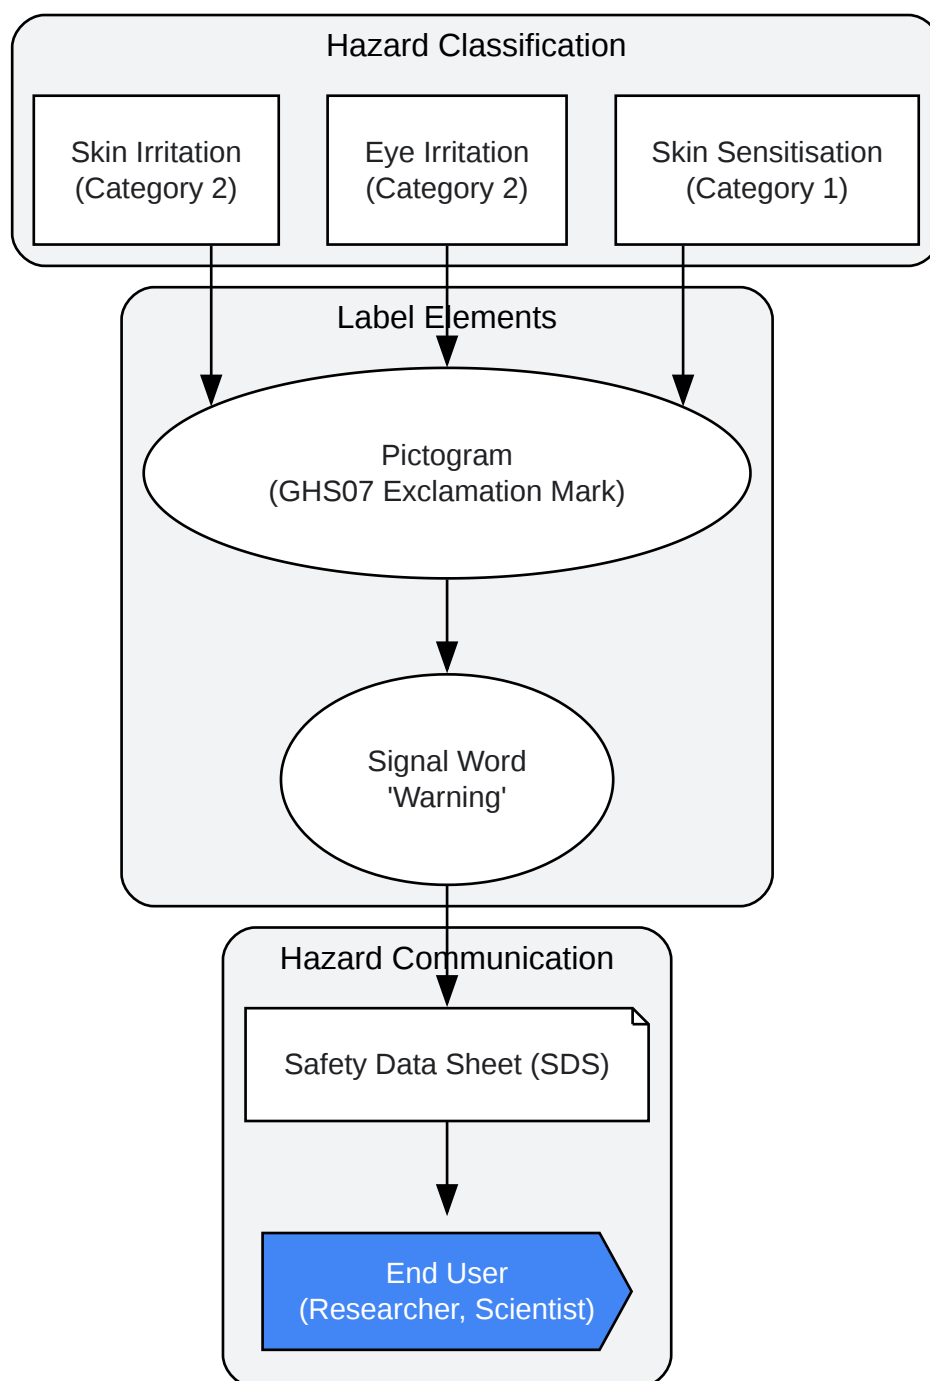 Hazard Classification
Skin Irritation
(Category 2)
Eye Irritation
(Category 2)
Skin Sensitisation
(Category 1)
Label Elements
Pictogram
(GHS07 Exclamation Mark)
Signal Word
'Warning'
Hazard Communication
Safety Data Sheet (SDS)
End User
(Researcher, Scientist)